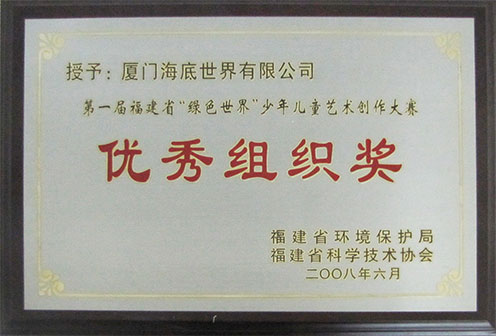 授予：厦门海底世界有限公司
第一届福建省“绿色世界”少年儿童艺术创作大赛
优秀组织奖
福建省环境保护局
福建省科学技术协会
二〇〇八年六月